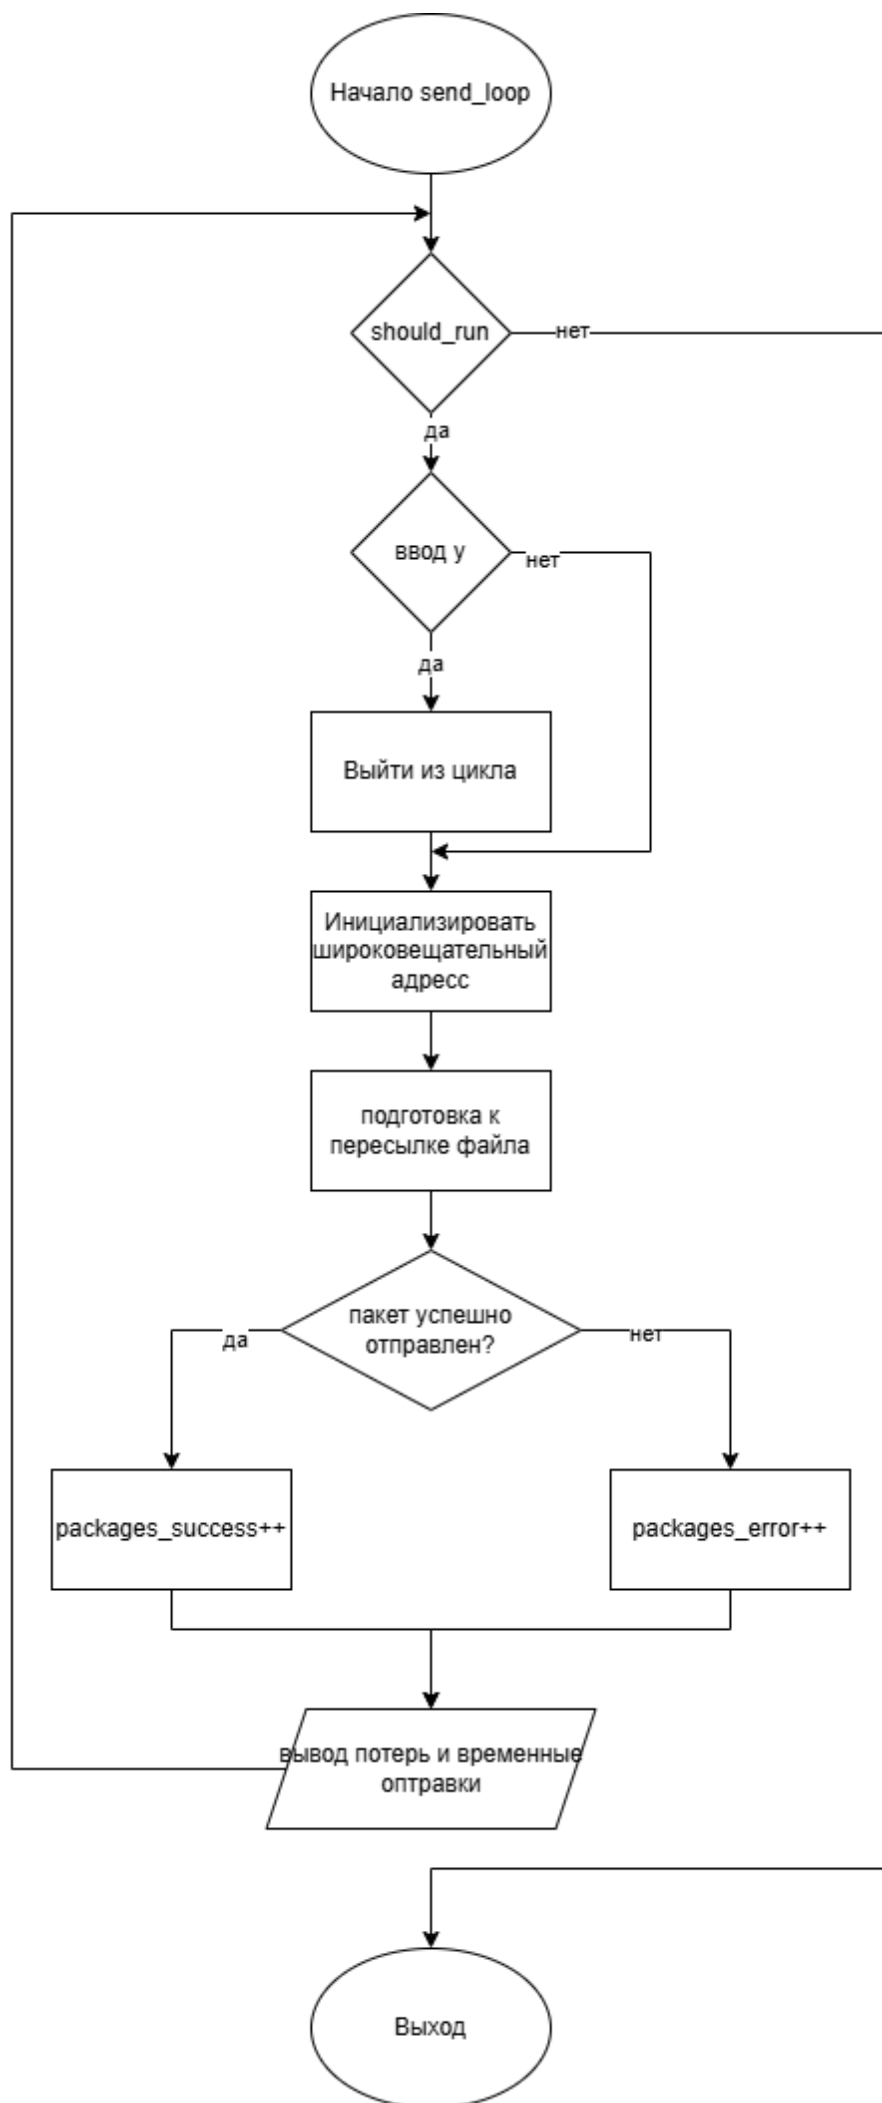 Начало send_loop
should_run
нет
да
ввод y
нет
да
Выйти из цикла
Инициализировать
широковещательный
адресс
подготовка к
пересылке файла
пакет успешно
отправлен?
да
нет
packages_success++
packages_error++
вывод потерь и временные
оптравки
Выход